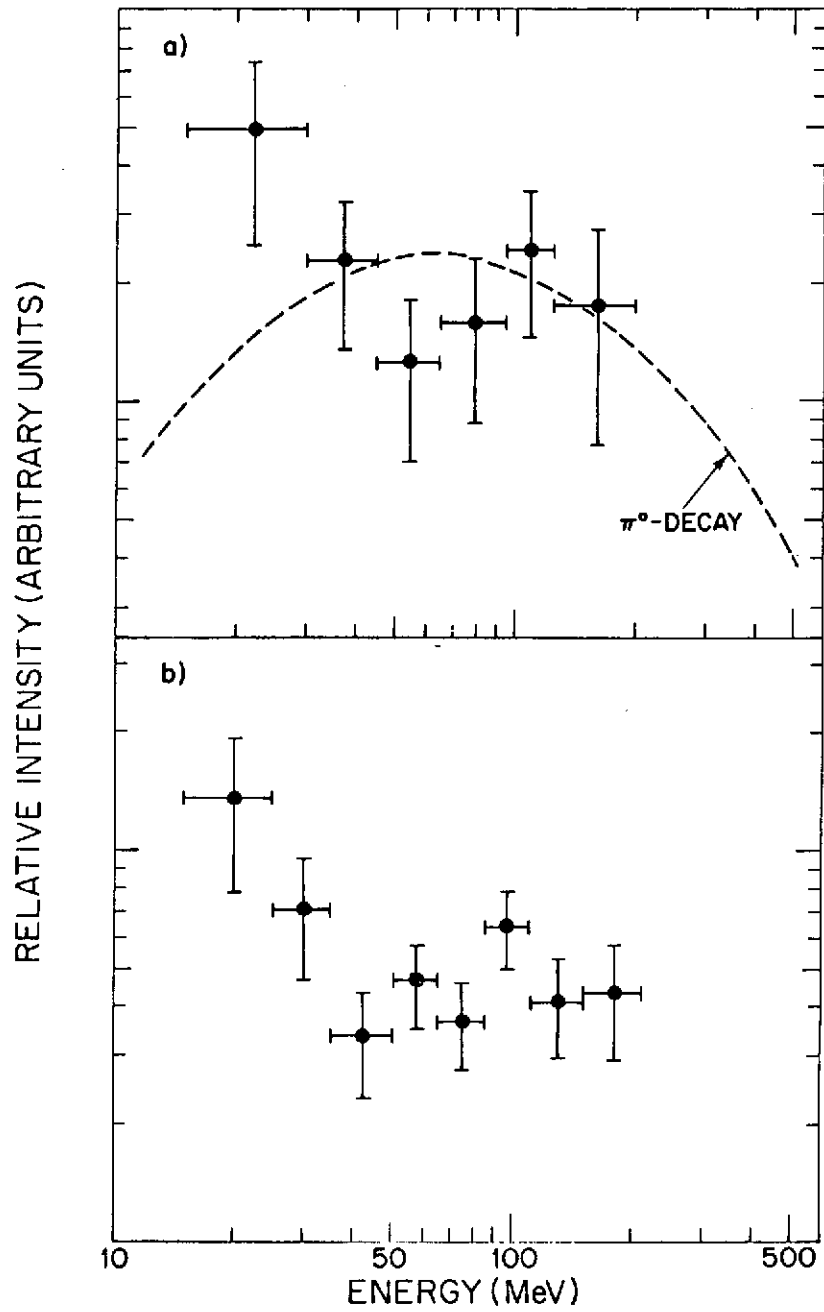 a)
π°-DECAY
b)
RELATIVE INTENSITY (ARBITRARY UNITS)
10 50 100 500
ENERGY (MeV)